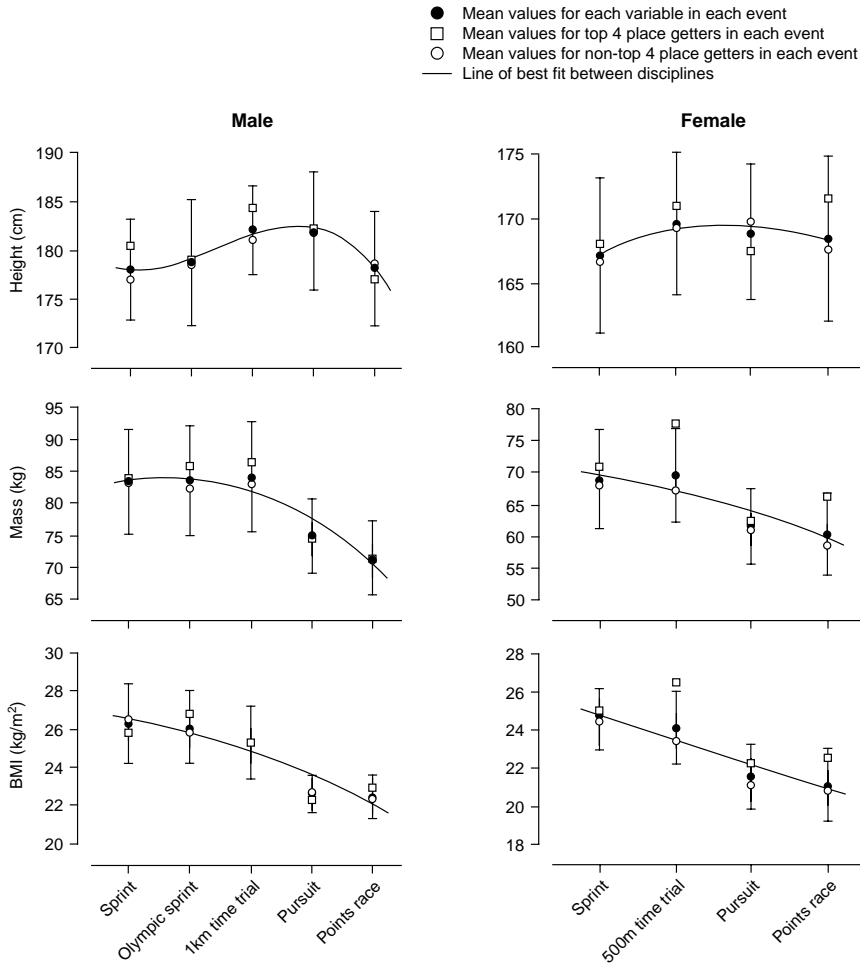 Mean values for each variable in each event
Mean values for top 4 place getters in each event
Mean values for non-top 4 place getters in each event
Line of best fit between disciplines
Male
Female
Height (cm)
190
185
180
175
170
175
170
165
160
Mass (kg)
95
90
85
80
75
70
65
80
75
70
65
60
55
50
BMI (kg/m²)
30
28
26
24
22
20
28
26
24
22
20
18
Sprint
Olympic sprint
1km time trial
Pursuit
Points race
Sprint
500m time trial
Pursuit
Points race